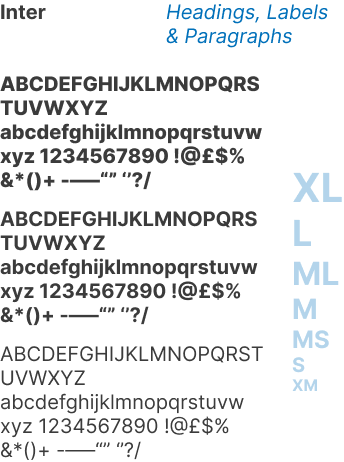 Inter
Headings, Labels
& Paragraphs
ABCDEFGHIJKLMNOPQRS
TUVWXYZ
abcdefghijklmnopqrstuvw
xyz 1234567890 !@£$%
&*()+ -–—“” ‘’?/
ABCDEFGHIJKLMNOPQRS
TUVWXYZ
abcdefghijklmnopqrstuvw
xyz 1234567890 !@£$%
&*()+ -–—“” ‘’?/
ABCDEFGHIJKLMNOPQRST
UVWXYZ
abcdefghijklmnopqrstuvw
xyz 1234567890 !@£$%
&*()+ -–—“” ‘’?/
XL
L
ML
M
MS
S
XM